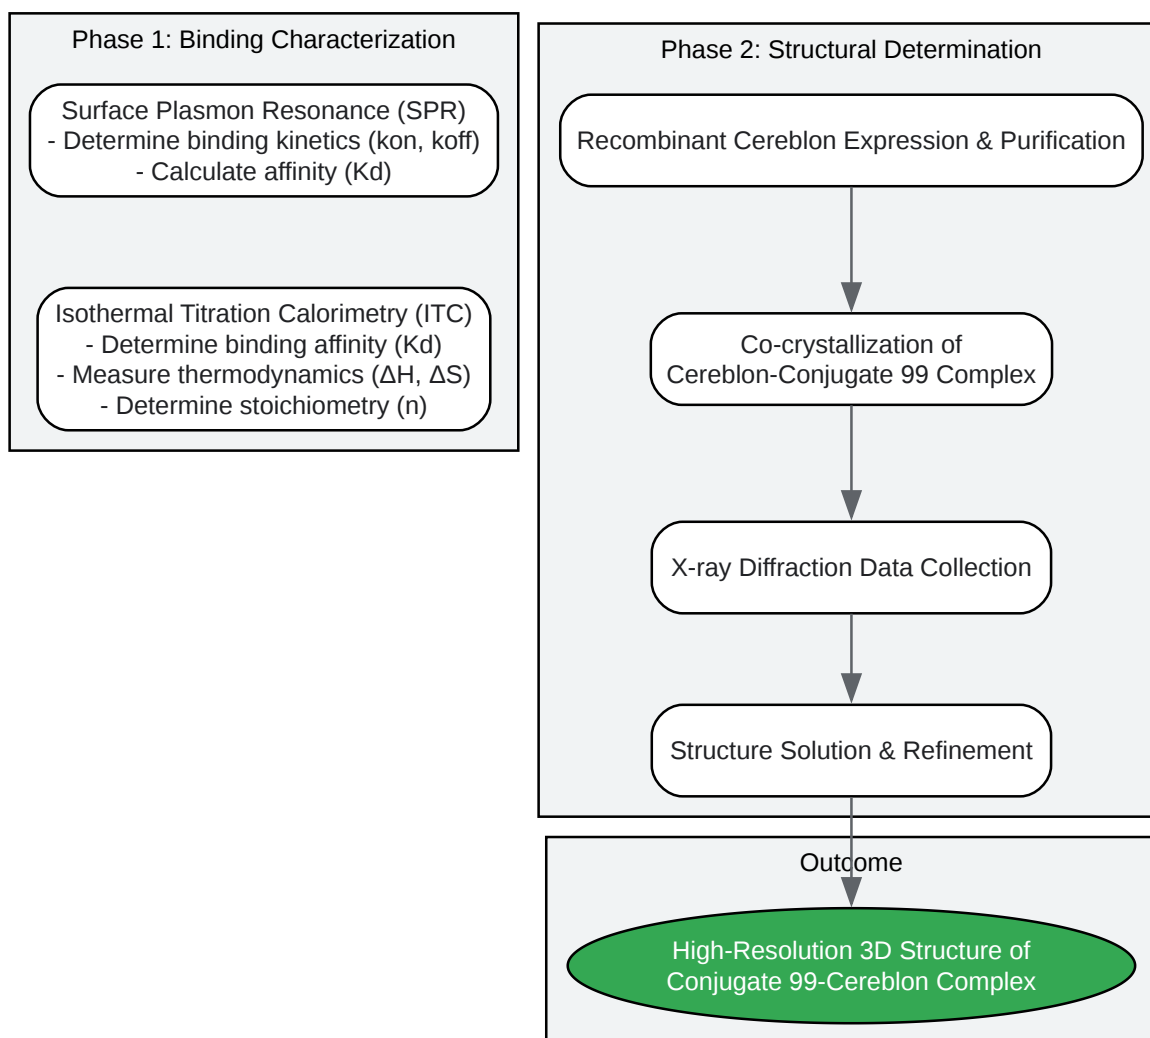 Phase 1: Binding Characterization
Surface Plasmon Resonance (SPR)
- Determine binding kinetics (kon, koff)
- Calculate affinity (Kd)
Isothermal Titration Calorimetry (ITC)
- Determine binding affinity (Kd)
- Measure thermodynamics (ΔH, ΔS)
- Determine stoichiometry (n)
Phase 2: Structural Determination
Recombinant Cereblon Expression & Purification
Co-crystallization of
Cereblon-Conjugate 99 Complex
X-ray Diffraction Data Collection
Structure Solution & Refinement
Outcome
High-Resolution 3D Structure of
Conjugate 99-Cereblon Complex